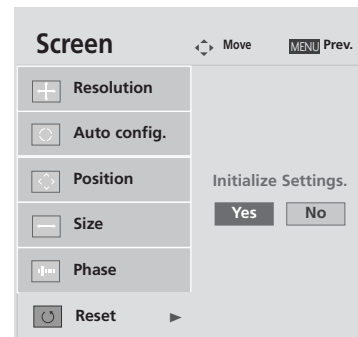 Screen Move MENU Prev.
Resolution
Auto config.
Position
Initialize Settings.
Yes No
Size
Phase
Reset